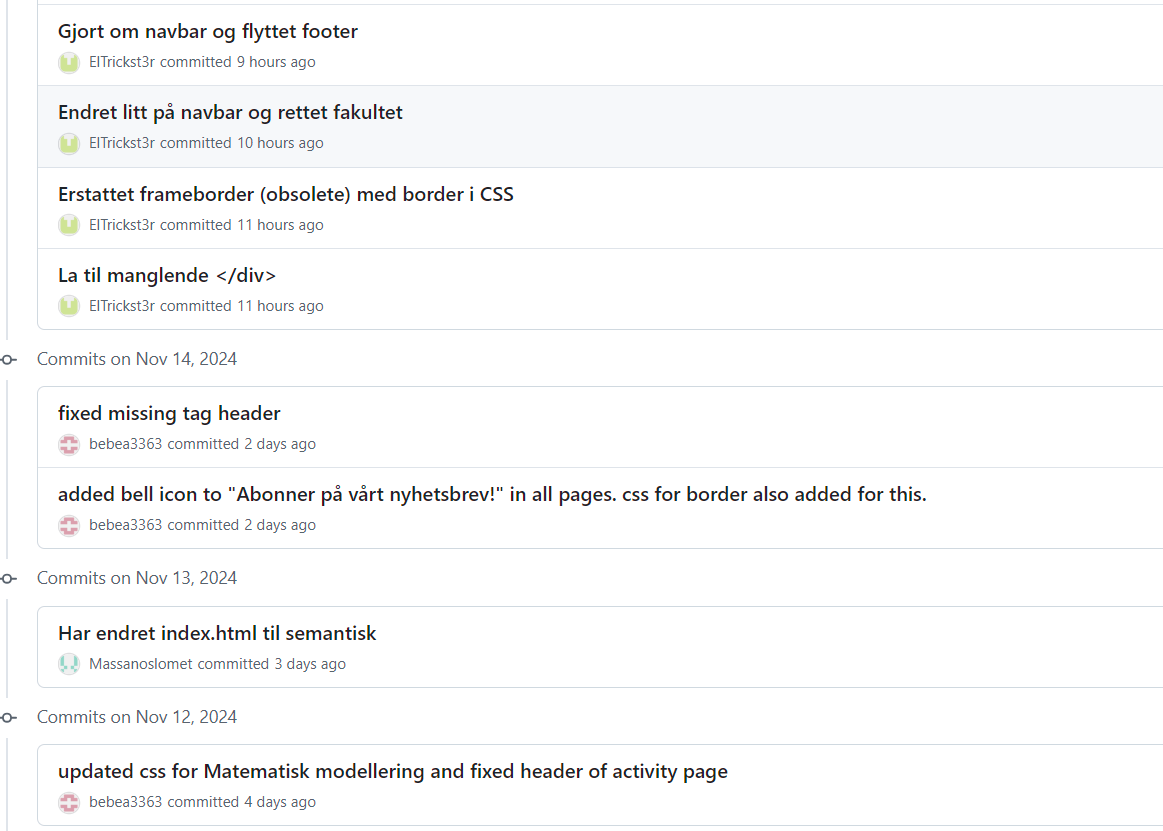 Gjort om navbar og flyttet footer
ElTrickst3r committed 9 hours ago
Endret litt på navbar og rettet fakultet
ElTrickst3r committed 10 hours ago
Erstattet frameborder (obsolete) med border i CSS
ElTrickst3r committed 11 hours ago
La til manglende </div>
ElTrickst3r committed 11 hours ago
Commits on Nov 14, 2024
fixed missing tag header
bebea3363 committed 2 days ago
added bell icon to "Abonner på vårt nyhetsbrev!" in all pages. css for border also added for this.
bebea3363 committed 2 days ago
Commits on Nov 13, 2024
Har endret index.html til semantisk
Massanoslomet committed 3 days ago
Commits on Nov 12, 2024
updated css for Matematisk modellering and fixed header of activity page
bebea3363 committed 4 days ago